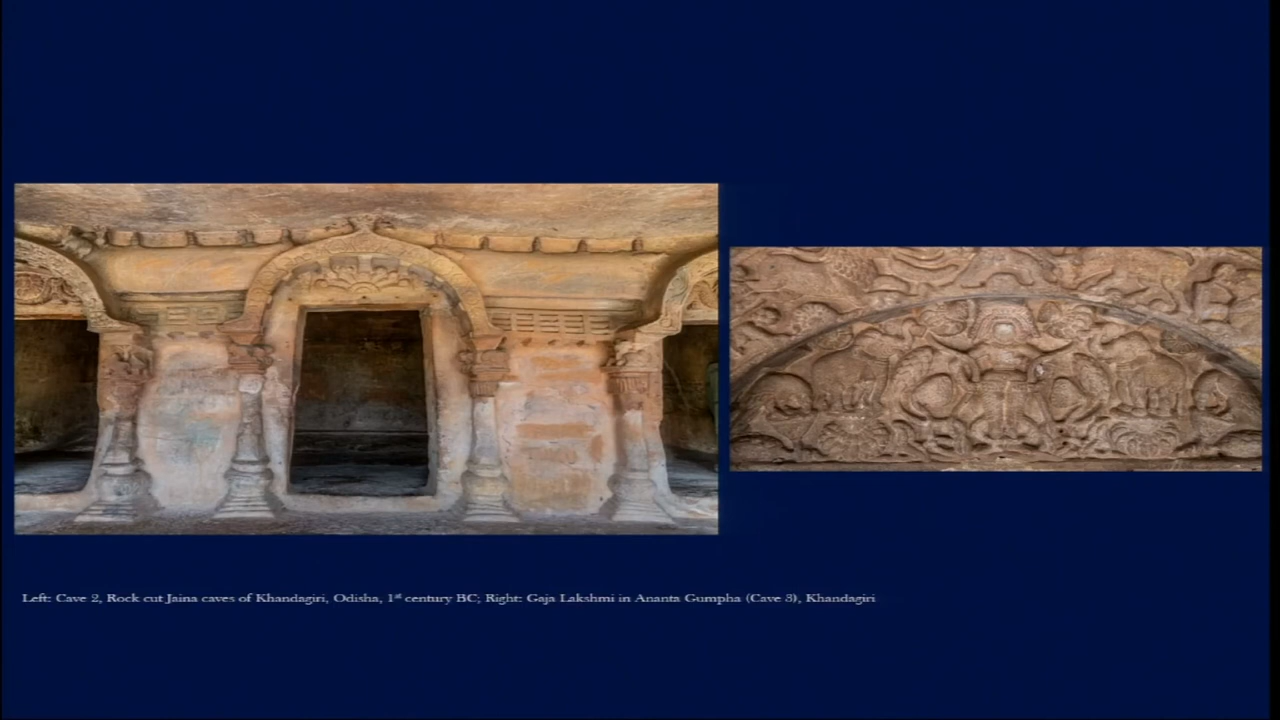 Left: Cave 2, Rock cut Jaina caves of Khandagiri, Odisha, 1st century BC; Right: Gaja Lakshmi in Ananta Gumpha (Cave 3), Khandagiri